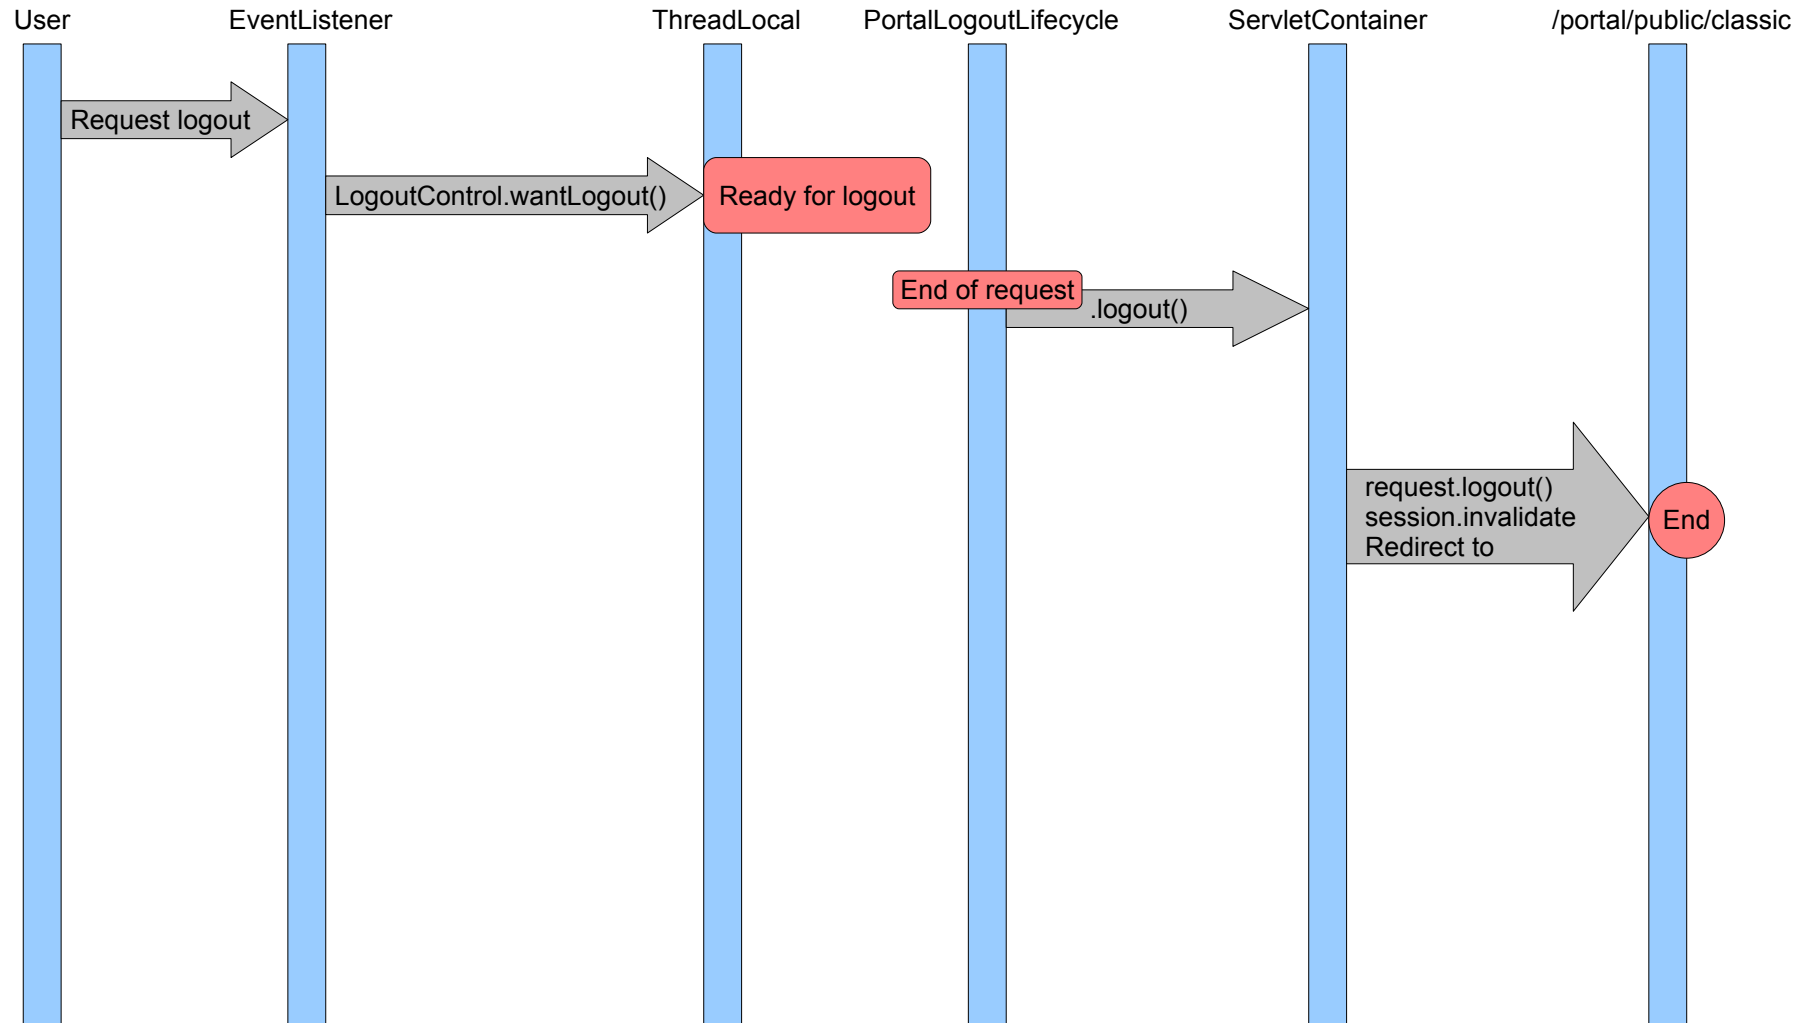 User
EventListener
ThreadLocal
PortalLogoutLifecycle
ServletContainer
/portal/public/classic
Request logout
LogoutControl.wantLogout()
Ready for logout
End of request
.logout()
request.logout()
session.invalidate
Redirect to
End